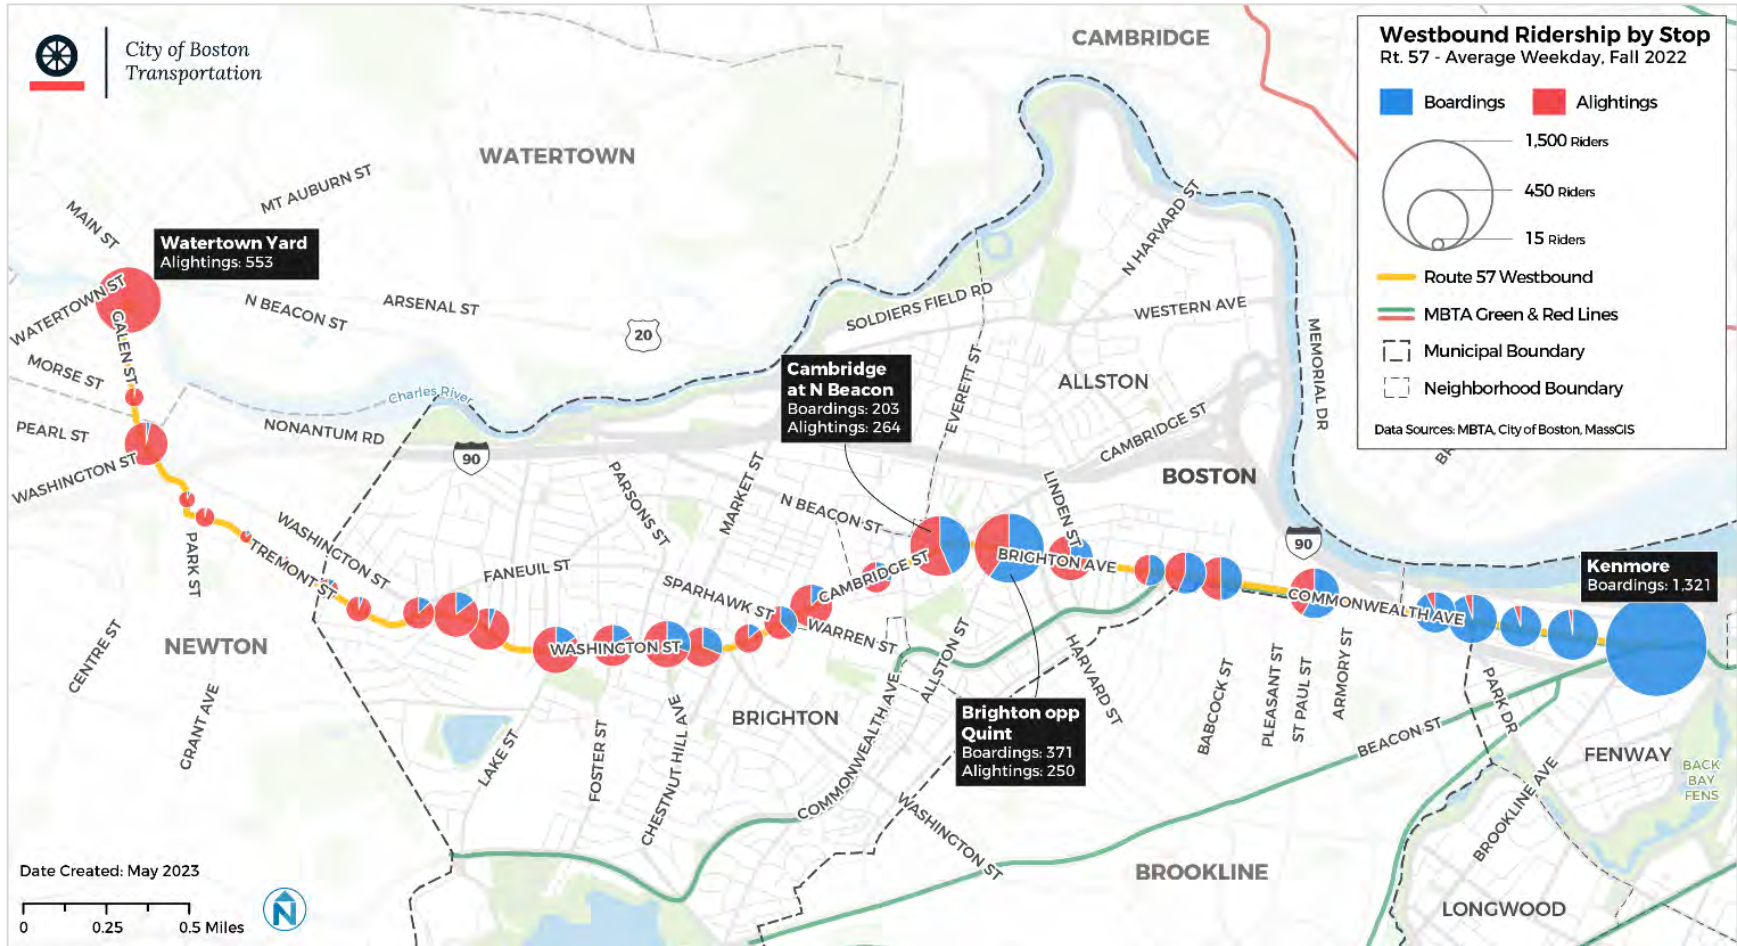 City of Boston
Transportation
CAMBRIDGE
Westbound Ridership by Stop
Rt. 57 - Average Weekday, Fall 2022
Boardings
Alightings
1,500 Riders
450 Riders
15 Riders
Route 57 Westbound
MBTA Green & Red Lines
Municipal Boundary
Neighborhood Boundary
Data Sources: MBTA, City of Boston, MassGIS
WATERTOWN
MT AUBURN ST
MAIN ST
Watertown Yard
Alightings: 553
WATERTOWN ST
GALEN ST
N BEACON ST
ARSENAL ST
20
SOLDIERS FIELD RD
N HARVARD ST
WESTERN AVE
MEMORIAL DR
MORSE ST
Charles River
Cambridge
at N Beacon
Boardings: 203
Alightings: 264
EVERETT ST
ALLSTON
CAMBRIDGE ST
PEARL ST
NONANTUM RD
90
WASHINGTON ST
PARSONS ST
MARKET ST
N BEACON ST
LINDEN ST
BOSTON
90
PARK ST
WASHINGTON ST
TREMONT ST
FANEUIL ST
SPARHAWK ST
CAMBRIDGE ST
BRIGHTON AVE
COMMONWEALTH AVE
Kenmore
Boardings: 1,321
WASHINGTON ST
WARREN ST
CENTRE ST
NEWTON
GRANT AVE
LAKE ST
FOSTER ST
CHESTNUT HILL AVE
BRIGHTON
COMMONWEALTH AVE
ALLSTON ST
Brighton opp
Quint
Boardings: 371
Alightings: 250
HARVARD ST
BABCOCK ST
PLEASANT ST
ST PAUL ST
ARMORY ST
BEACON ST
PARK DR
FENWAY
BACK
BAY
FENS
WASHINGTON ST
BROOKLINE AVE
BROOKLINE
LONGWOOD
Date Created: May 2023
N
0 0.25 0.5 Miles